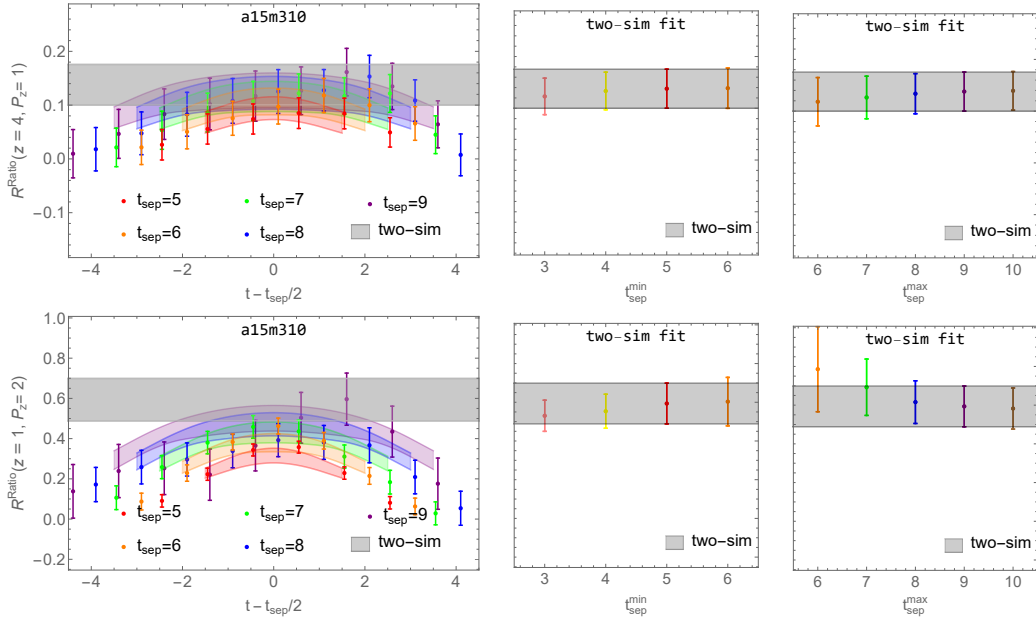 a15m310
R^Ratio(z = 4, P_z = 1)
0.2
0.1
0.0
−0.1
t_sep=5
t_sep=7
t_sep=9
t_sep=6
t_sep=8
two−sim
−4
−2
0
2
4
t − t_sep/2
two−sim fit
two−sim
3
4
5
6
t_sep^min
two−sim fit
two−sim
6
7
8
9
10
t_sep^max
a15m310
R^Ratio(z = 1, P_z = 2)
1.0
0.8
0.6
0.4
0.2
0.0
−0.2
t_sep=5
t_sep=7
t_sep=9
t_sep=6
t_sep=8
two−sim
−4
−2
0
2
4
t − t_sep/2
two−sim fit
two−sim
3
4
5
6
t_sep^min
two−sim fit
two−sim
6
7
8
9
10
t_sep^max